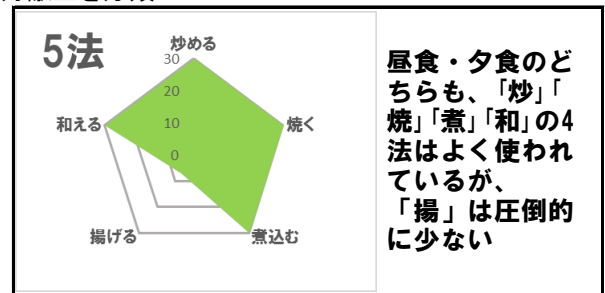 5法
炒める
30
20
10
0
和える
焼く
揚げる
煮込む
昼食・夕食のど
ちらも、「炒」「
焼」「煮」「和」の4
法はよく使われ
ているが、
「揚」は圧倒的
に少ない